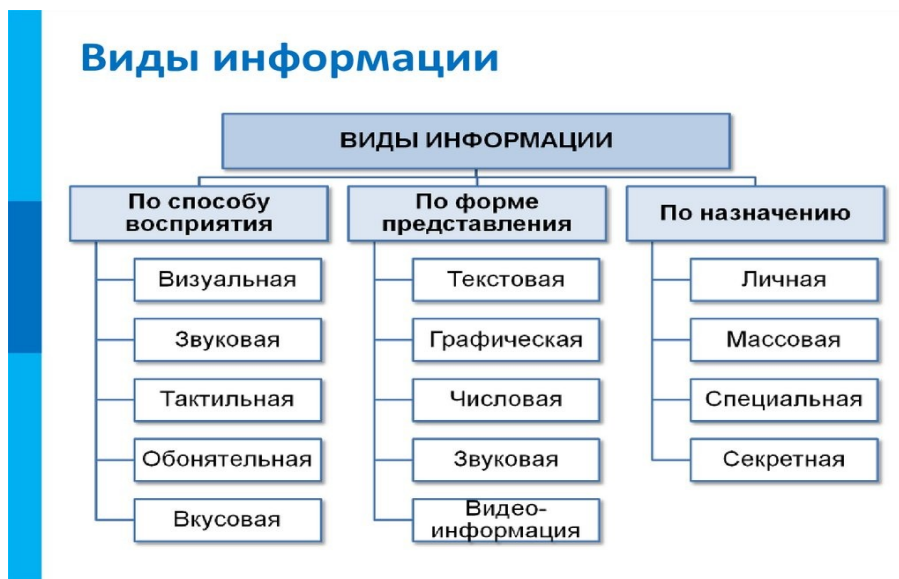 Виды информации
ВИДЫ ИНФОРМАЦИИ
По способу
восприятия
Визуальная
Звуковая
Тактильная
Обонятельная
Вкусовая
По форме
представления
Текстовая
Графическая
Числовая
Звуковая
Видео-
информация
По назначению
Личная
Массовая
Специальная
Секретная